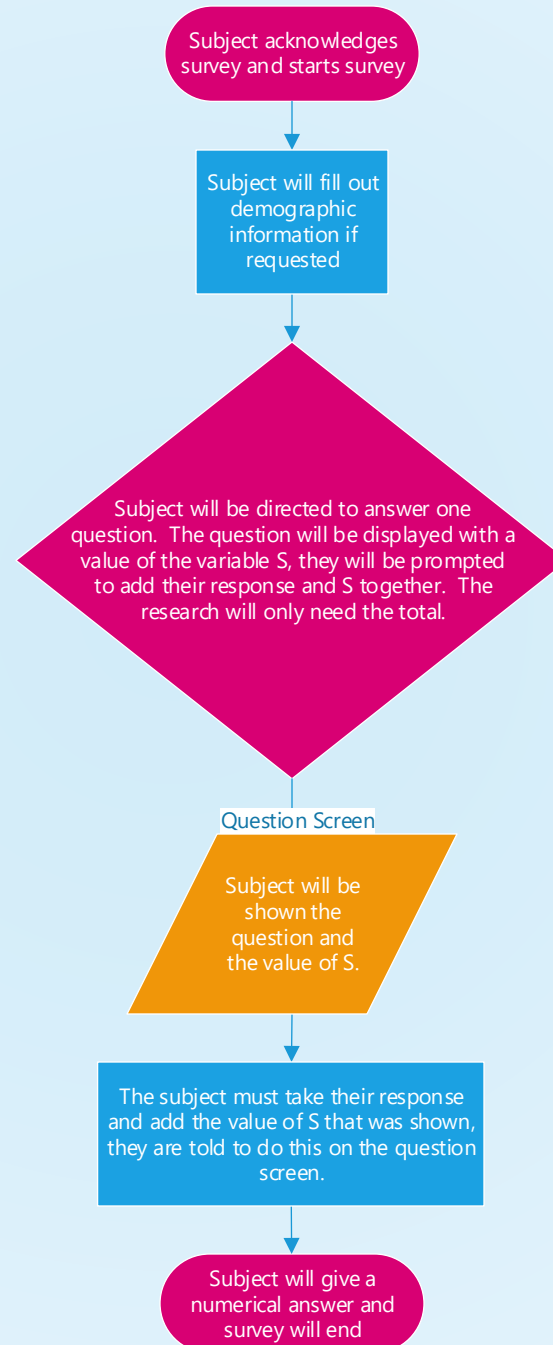 Subject acknowledges
survey and starts survey
Subject will fill out
demographic
information if
requested
Subject will be directed to answer one
question.  The question will be displayed with a
value of the variable S, they will be prompted
to add their response and S together.  The
research will only need the total.
Question Screen
Subject will be
shown the
question and
the value of S.
The subject must take their response
and add the value of S that was shown,
they are told to do this on the question
screen.
Subject will give a
numerical answer and
survey will end